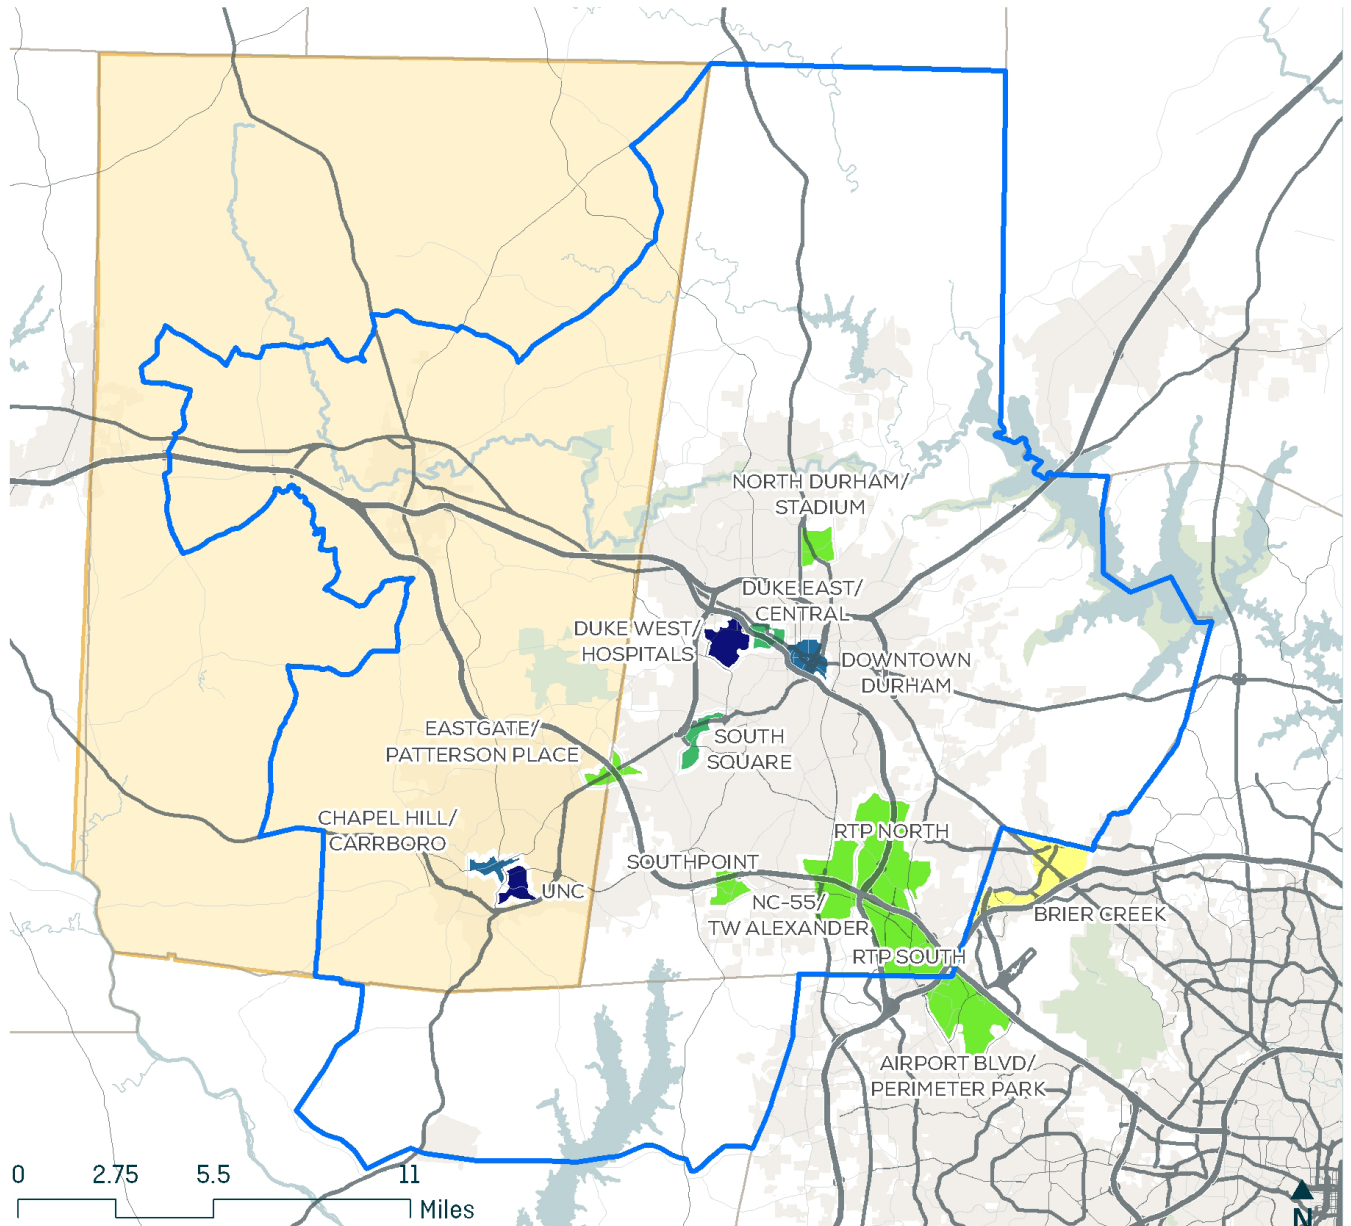 NORTH DURHAM/
STADIUM
DUKE EAST/
CENTRAL
DUKE WEST/
HOSPITALS
DOWNTOWN
DURHAM
EASTGATE/
PATTERSON PLACE
SOUTH
SQUARE
CHAPEL HILL/
CARRBORO
RTP NORTH
SOUTHPOINT
UNC
NC-55/
TW ALEXANDER
BRIER CREEK
RTP SOUTH
AIRPORT BLVD/
PERIMETER PARK
0 2.75 5.5 11
Miles
N